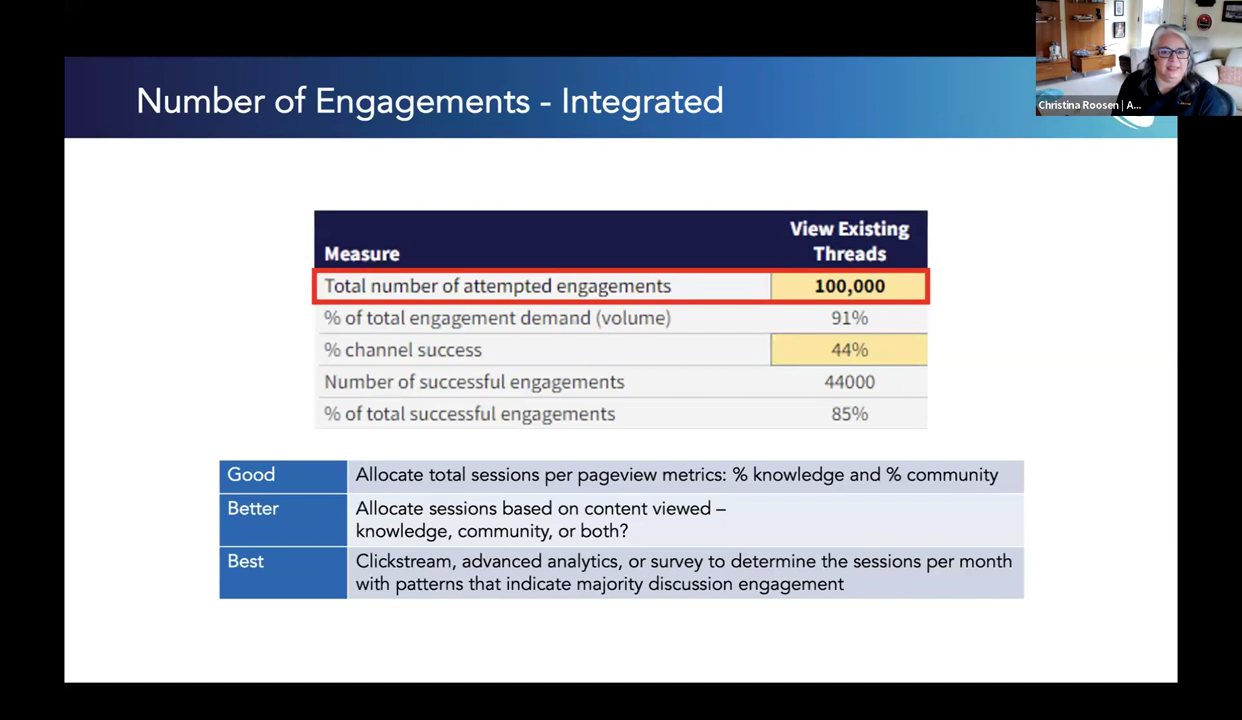 Number of Engagements - Integrated
Christina Roosen | A...
Measure
View Existing
Threads
Total number of attempted engagements 100,000
% of total engagement demand (volume) 91%
% channel success 44%
Number of successful engagements 44000
% of total successful engagements 85%
Good Allocate total sessions per pageview metrics: % knowledge and % community
Better Allocate sessions based on content viewed –
knowledge, community, or both?
Best Clickstream, advanced analytics, or survey to determine the sessions per month
with patterns that indicate majority discussion engagement